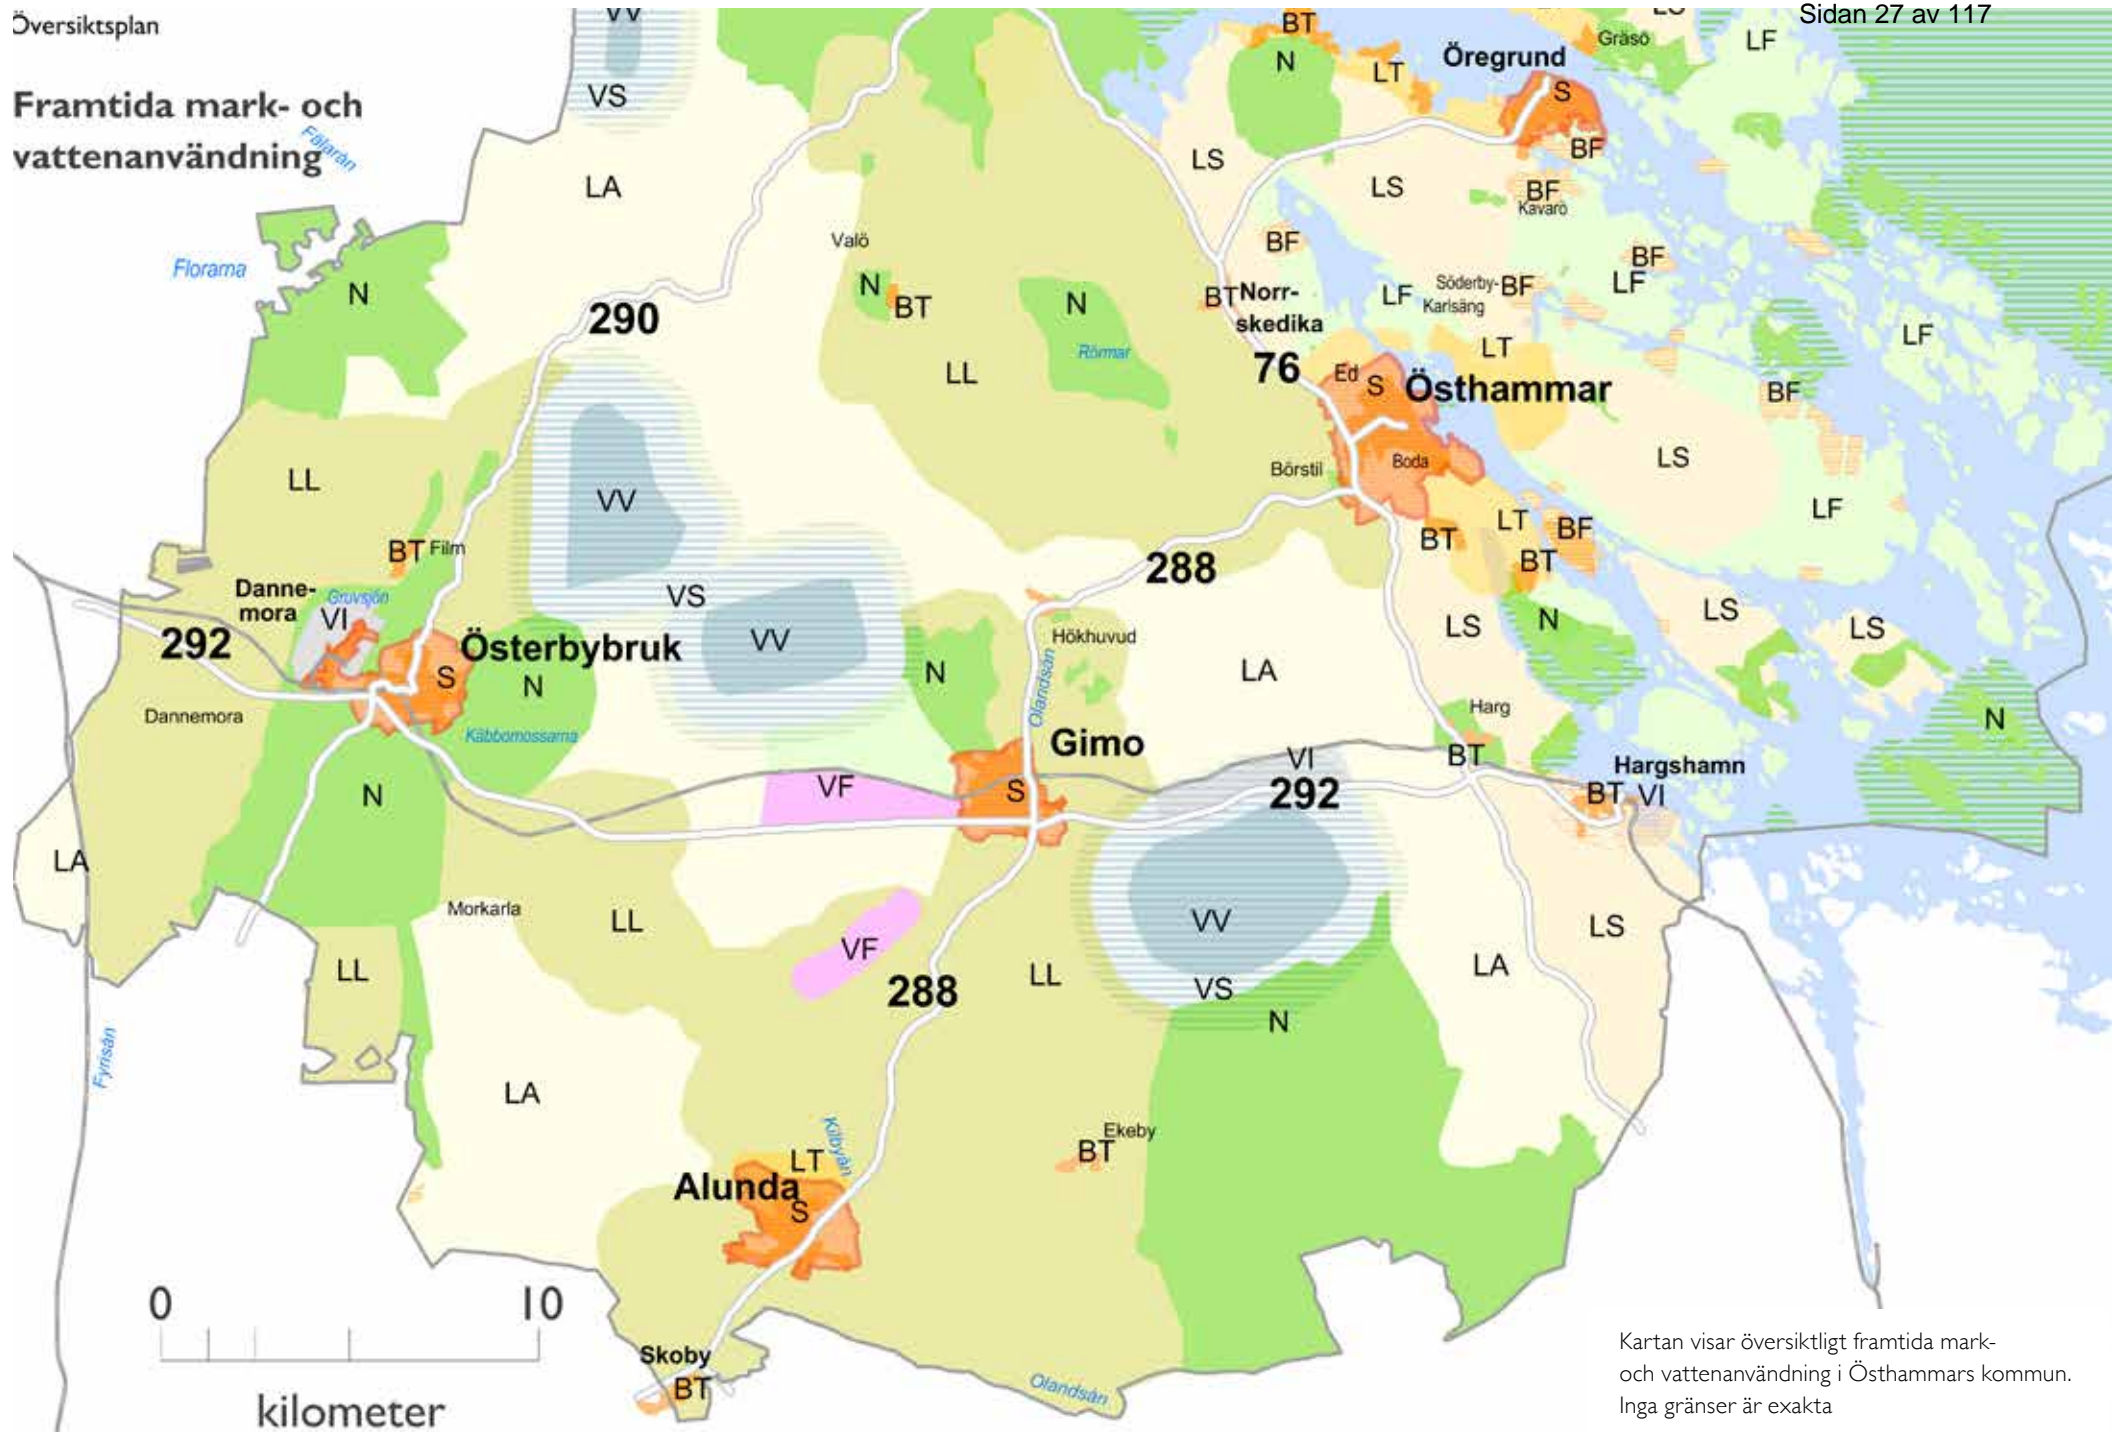 Översiktsplan
Sidan 27 av 117
Framtida mark- och
vattenanvändning
Fälarån
VV
VS
LA
BT
N
LT
Öregrund
S
BF
Gräsö
LF
LS
LS
BF
Kavarö
Florarna
N
290
Valö
N
BT
N
Rörmar
LL
BF
BT
Norr-
skedika
76
LF
Söderby-
Karlsäng
BF
BF
LF
LF
LT
Ed
S
Östhammar
BF
Börstil
Boda
LS
LF
LL
VV
BT
Film
288
BT
LT
BF
BT
Danne-
mora
Gruvsjön
VI
VS
292
Österbybruk
S
N
VV
N
Hökhuvud
Olandsån
LA
LS
N
LS
LS
Dannemora
Käbbomossarna
Gimo
Harg
N
N
VF
S
VI
292
BT
Hargshamn
BT
VI
LA
Morkarla
LL
VF
VV
LS
LL
288
LL
VS
LA
N
Fyrisån
LA
Kilbyån
Ekeby
BT
LT
Alunda
S
0
10
kilometer
Skoby
BT
Olandsån
Kartan visar översiktligt framtida mark-
och vattenanvändning i Östhammars kommun.
Inga gränser är exakta